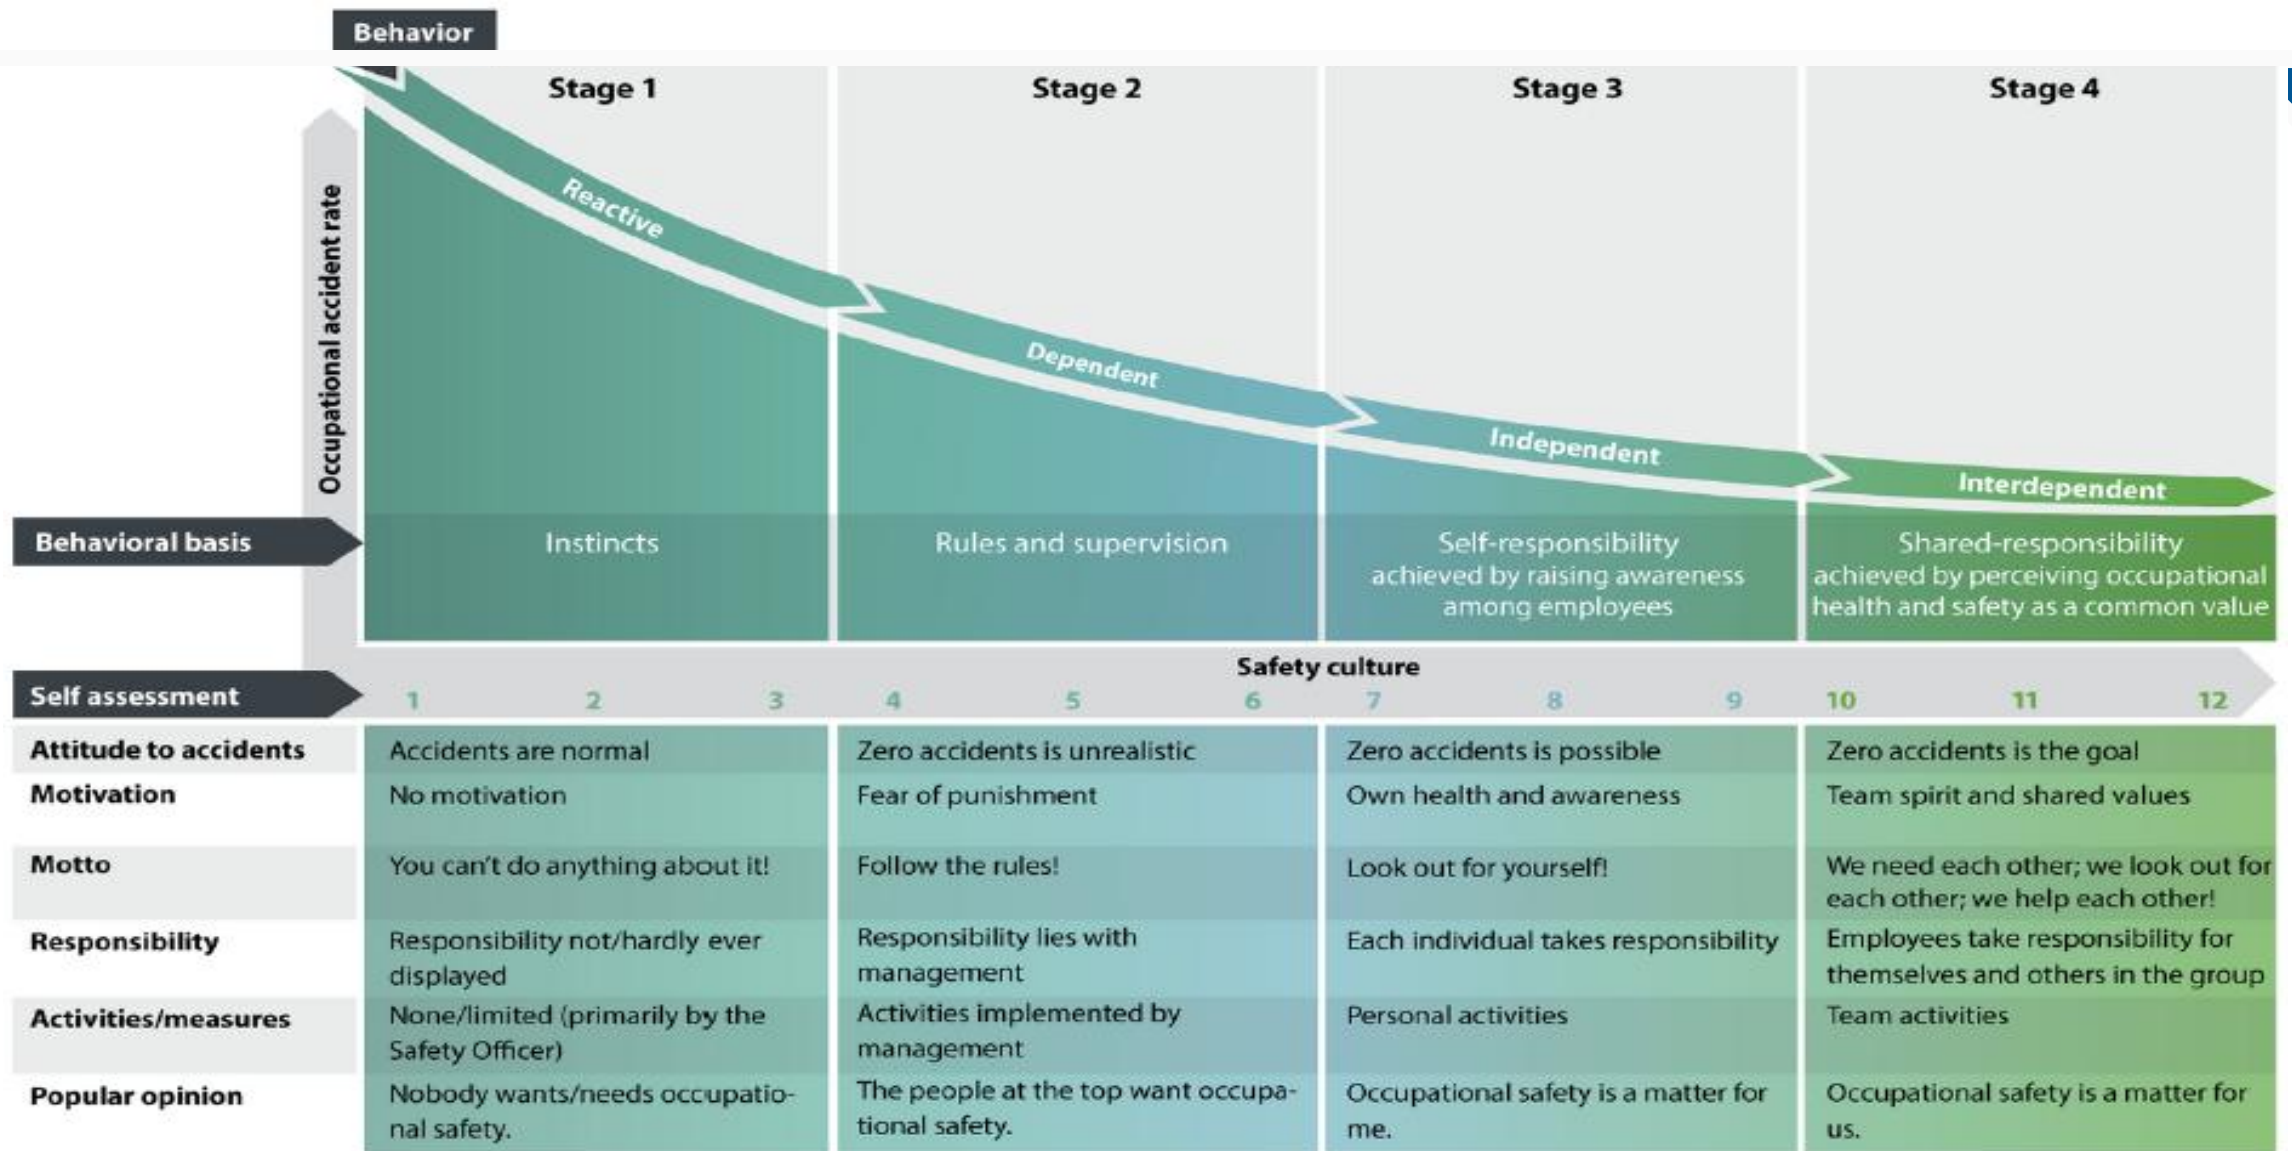 Behavior
Stage 1
Stage 2
Stage 3
Stage 4
Occupational accident rate
Reactive
Dependent
Independent
Interdependent
Behavioral basis
Instincts
Rules and supervision
Self-responsibility
achieved by raising awareness
among employees
Shared-responsibility
achieved by perceiving occupational
health and safety as a common value
Safety culture
Self assessment
1 2 3 4 5 6 7 8 9 10 11 12
Attitude to accidents
Accidents are normal
Zero accidents is unrealistic
Zero accidents is possible
Zero accidents is the goal
Motivation
No motivation
Fear of punishment
Own health and awareness
Team spirit and shared values
Motto
You can't do anything about it!
Follow the rules!
Look out for yourself!
We need each other; we look out for
each other; we help each other!
Responsibility
Responsibility not/hardly ever
displayed
Responsibility lies with
management
Each individual takes responsibility
Employees take responsibility for
themselves and others in the group
Activities/measures
None/limited (primarily by the
Safety Officer)
Activities implemented by
management
Personal activities
Team activities
Popular opinion
Nobody wants/needs occupatio-
nal safety.
The people at the top want occupa-
tional safety.
Occupational safety is a matter for
me.
Occupational safety is a matter for
us.